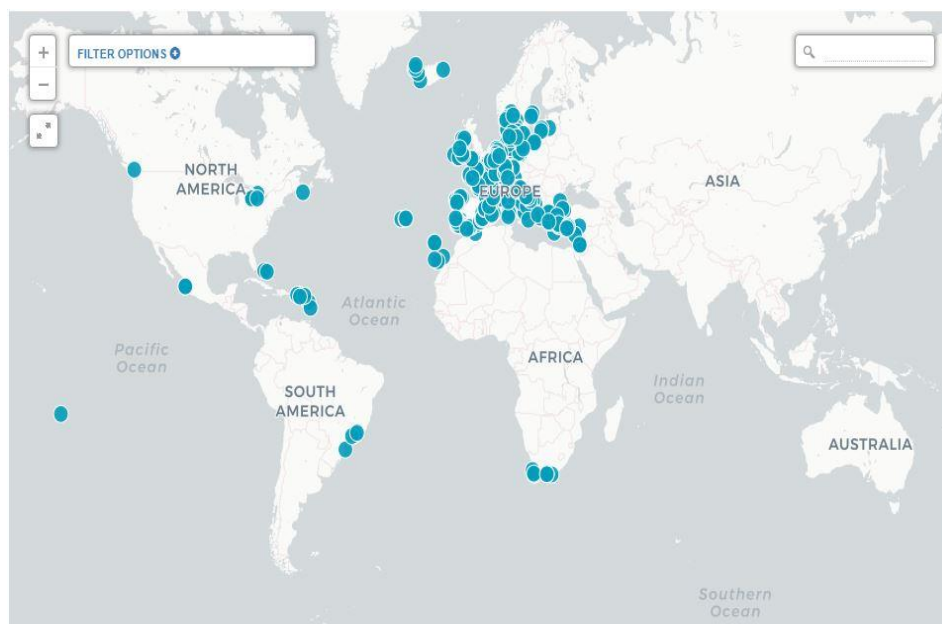 +
FILTER OPTIONS +
−
NORTH
AMERICA
EUROPE
ASIA
Atlantic
Ocean
Pacific
Ocean
AFRICA
SOUTH
AMERICA
Indian
Ocean
AUSTRALIA
Southern
Ocean